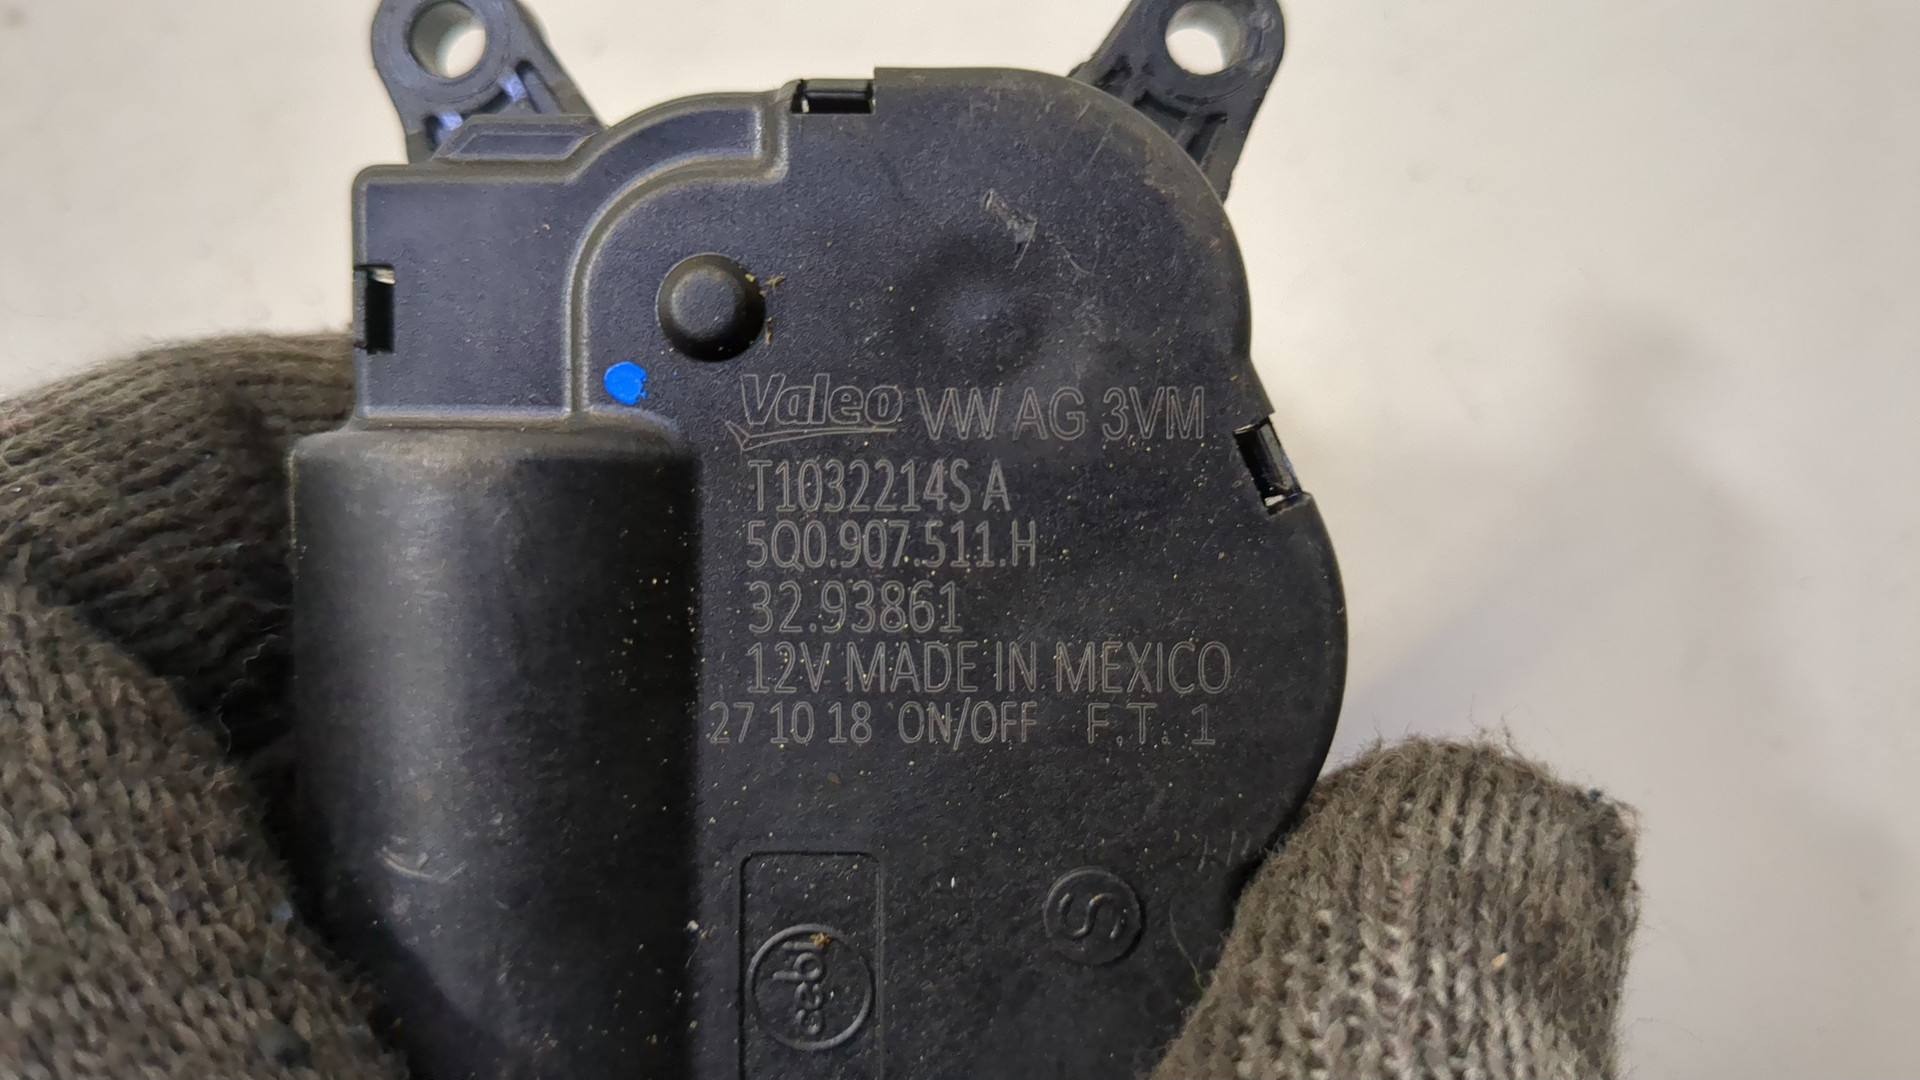 Valeo VW AG 3VM
T1032214S A
5Q0.907.511.H
32.93861
12V MADE IN MEXICO
27 10 18 ON/OFF F.T. 1
S